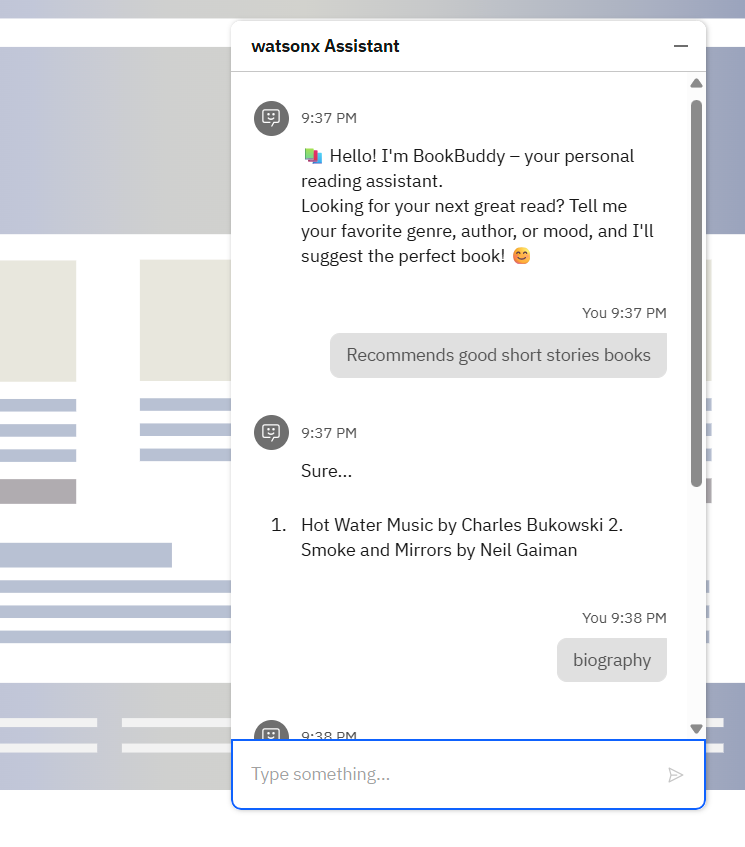 watsonx Assistant
9:37 PM
📚 Hello! I'm BookBuddy – your personal
reading assistant.
Looking for your next great read? Tell me
your favorite genre, author, or mood, and I'll
suggest the perfect book! 😊
You 9:37 PM
Recommends good short stories books
9:37 PM
Sure...
1. Hot Water Music by Charles Bukowski 2.
Smoke and Mirrors by Neil Gaiman
You 9:38 PM
biography
9:38 PM
Type something...